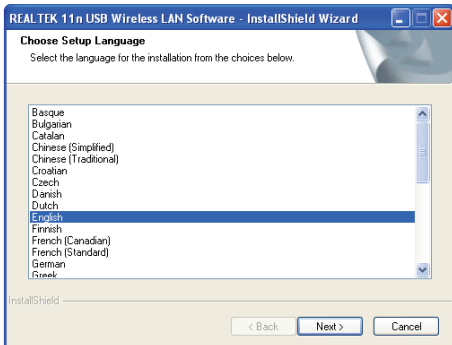 REALTEK 11n USB Wireless LAN Software - InstallShield Wizard
Choose Setup Language
Select the language for the installation from the choices below.
Basque
Bulgarian
Catalan
Chinese (Simplified)
Chinese (Traditional)
Croatian
Czech
Danish
Dutch
English
Finnish
French (Canadian)
French (Standard)
German
Greek
InstallShield
< Back Next > Cancel